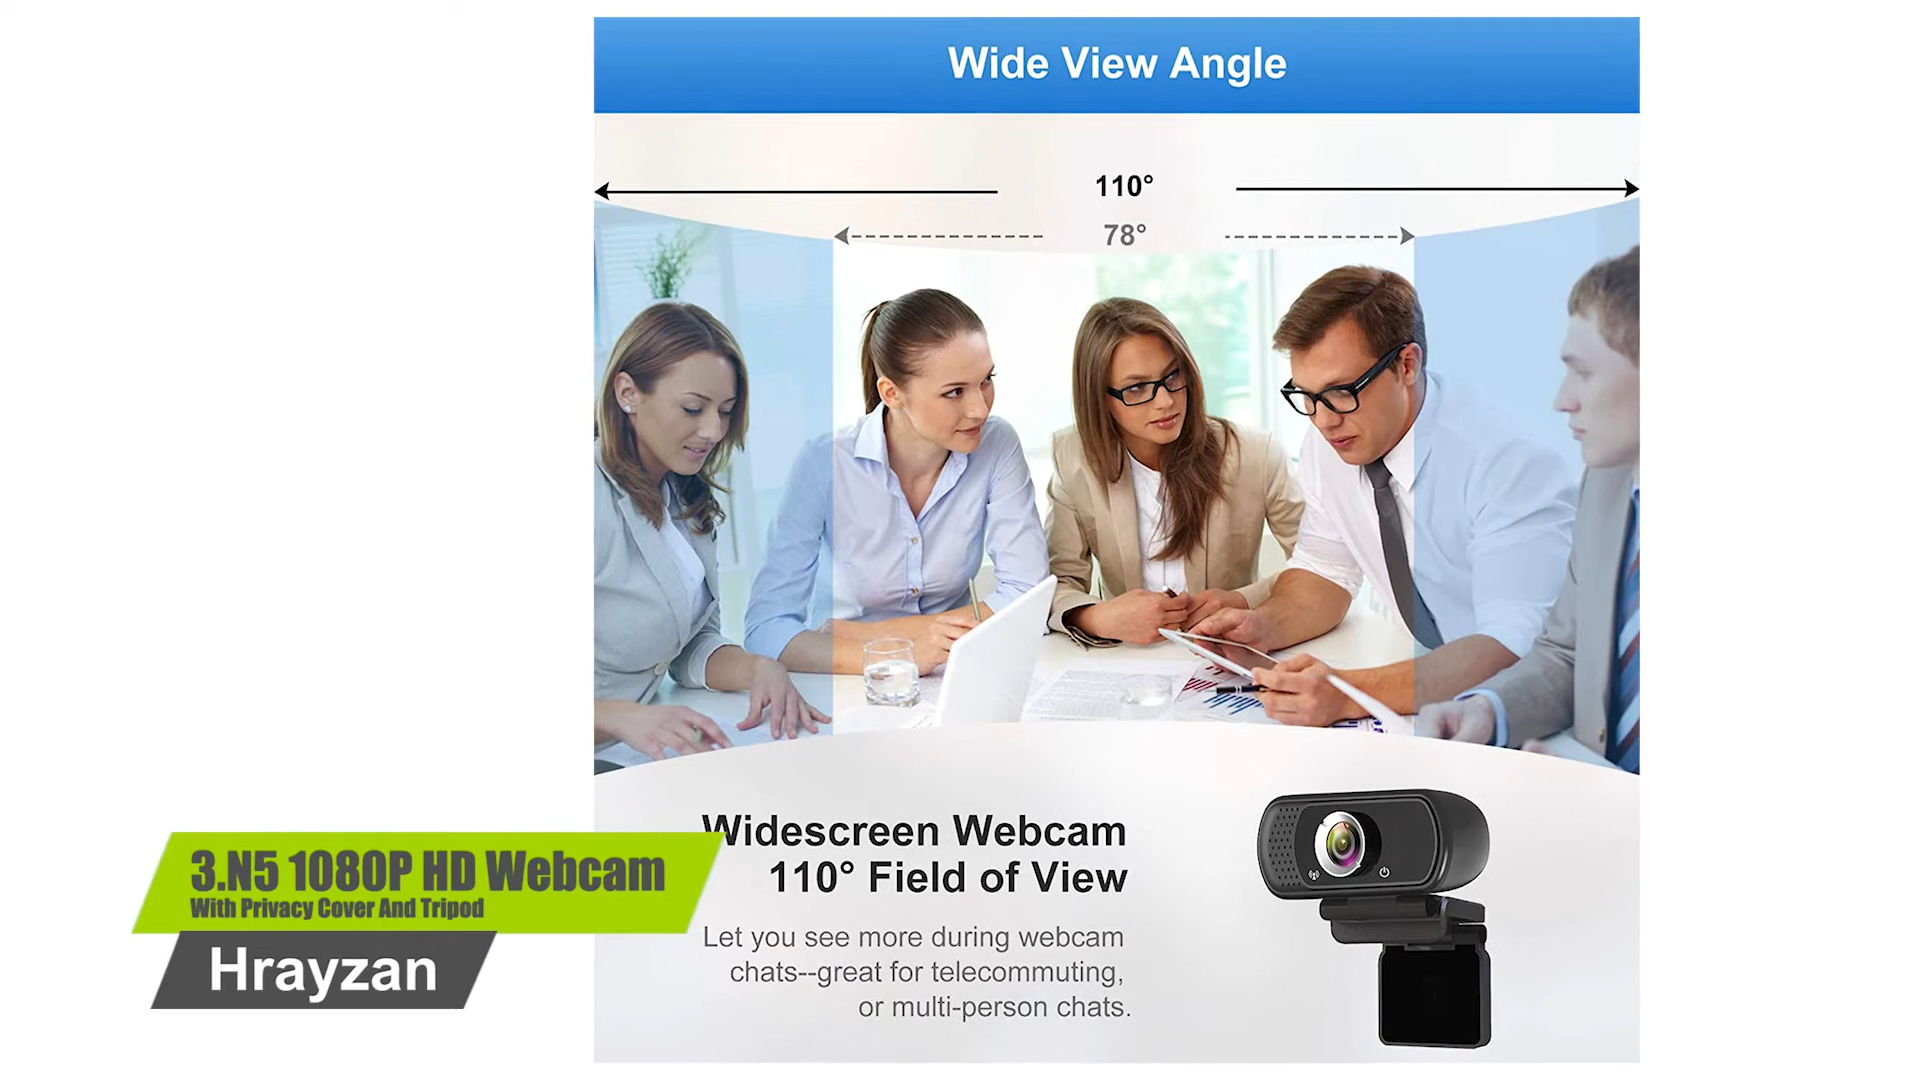 Wide View Angle
110°
78°
Widescreen Webcam
110° Field of View
Let you see more during webcam
chats--great for telecommuting,
or multi-person chats.
3.N5 1080P HD Webcam
With Privacy Cover And Tripod
Hrayzan